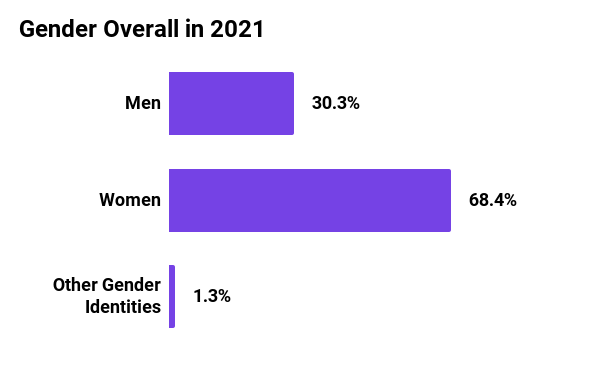 Gender Overall in 2021
Men
30.3%
Women
68.4%
Other Gender
Identities
1.3%